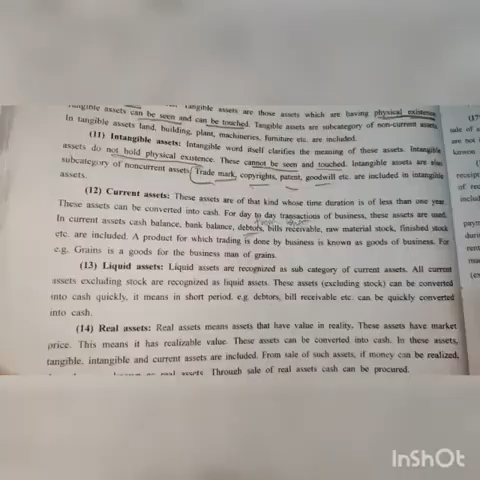 Tangible assets are those assets which are having physical existence.
tangible assets can be seen and can be touched. Tangible assets are subcategory of non-current assets.
In tangible assets land, building, plant, machineries, furniture etc. are included.
(11) Intangible assets: Intangible word itself clarifies the meaning of these assets. Intangible
assets do not hold physical existence. These cannot be seen and touched. Intangible assets are also
subcategory of noncurrent assets. Trade mark, copyrights, patent, goodwill etc. are included in intangible
assets.
(12) Current assets: These assets are of that kind whose time duration is of less than one year.
These assets can be converted into cash. For day to day transactions of business, these assets are used.
In current assets cash balance, bank balance, debtors, bills receivable, raw material stock, finished stock
etc. are included. A product for which trading is done by business is known as goods of business. For
e.g. Grains is a goods for the business man of grains.
(13) Liquid assets: Liquid assets are recognized as sub category of current assets. All current
assets excluding stock are recognized as liquid assets. These assets (excluding stock) can be converted
into cash quickly, it means in short period. e.g. debtors, bill receivable etc. can be quickly converted
into cash.
(14) Real assets: Real assets means assets that have value in reality. These assets have market
price. This means it has realizable value. These assets can be converted into cash. In these assets,
tangible, intangible and current assets are included. From sale of such assets, if money can be realized,
real assets. Through sale of real assets cash can be procured.
(17
sale of a
are not
known
receip
of re
includ
paym
duri
rent
(e
InShOt